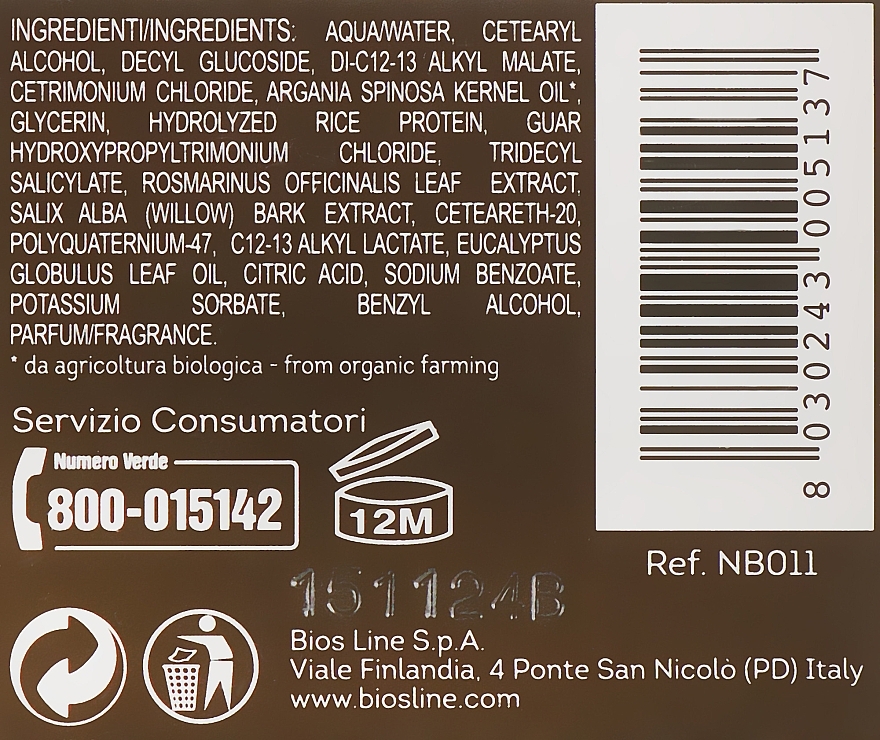 INGREDIENTI/INGREDIENTS: AQUA/WATER, CETEARYL
ALCOHOL, DECYL GLUCOSIDE, DI-C12-13 ALKYL MALATE,
CETRIMONIUM CHLORIDE, ARGANIA SPINOSA KERNEL OIL*,
GLYCERIN, HYDROLYZED RICE PROTEIN, GUAR
HYDROXYPROPYLTRIMONIUM CHLORIDE, TRIDECYL
SALICYLATE, ROSMARINUS OFFICINALIS LEAF EXTRACT,
SALIX ALBA (WILLOW) BARK EXTRACT, CETEARETH-20,
POLYQUATERNIUM-47, C12-13 ALKYL LACTATE, EUCALYPTUS
GLOBULUS LEAF OIL, CITRIC ACID, SODIUM BENZOATE,
POTASSIUM SORBATE, BENZYL ALCOHOL,
PARFUM/FRAGRANCE.
* da agricoltura biologica - from organic farming
Servizio Consumatori
Numero Verde
800-015142
12M
8 030243 005137
Ref. NB011
151124B
Bios Line S.p.A.
Viale Finlandia, 4 Ponte San Nicolò (PD) Italy
www.biosline.com